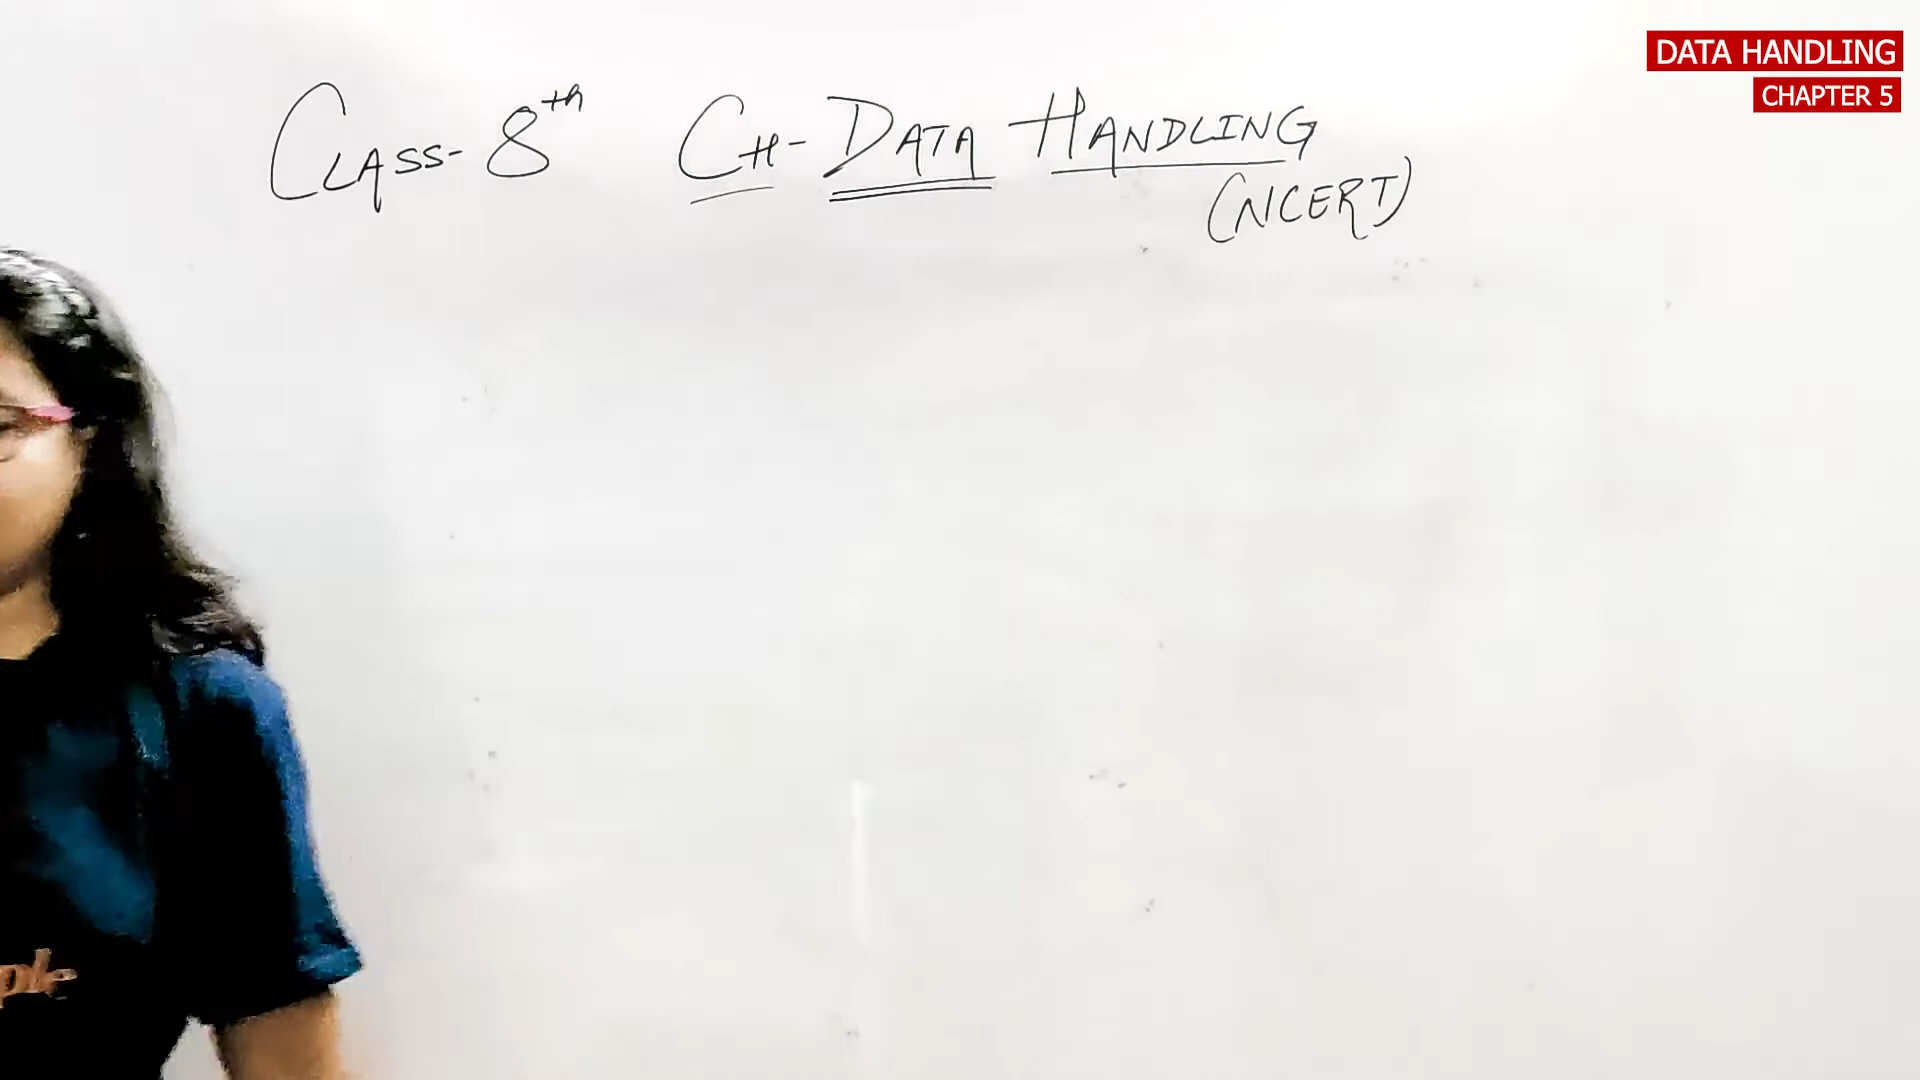 DATA HANDLING
CHAPTER 5
CLASS- 8th CH- DATA HANDLING
(NCERT)